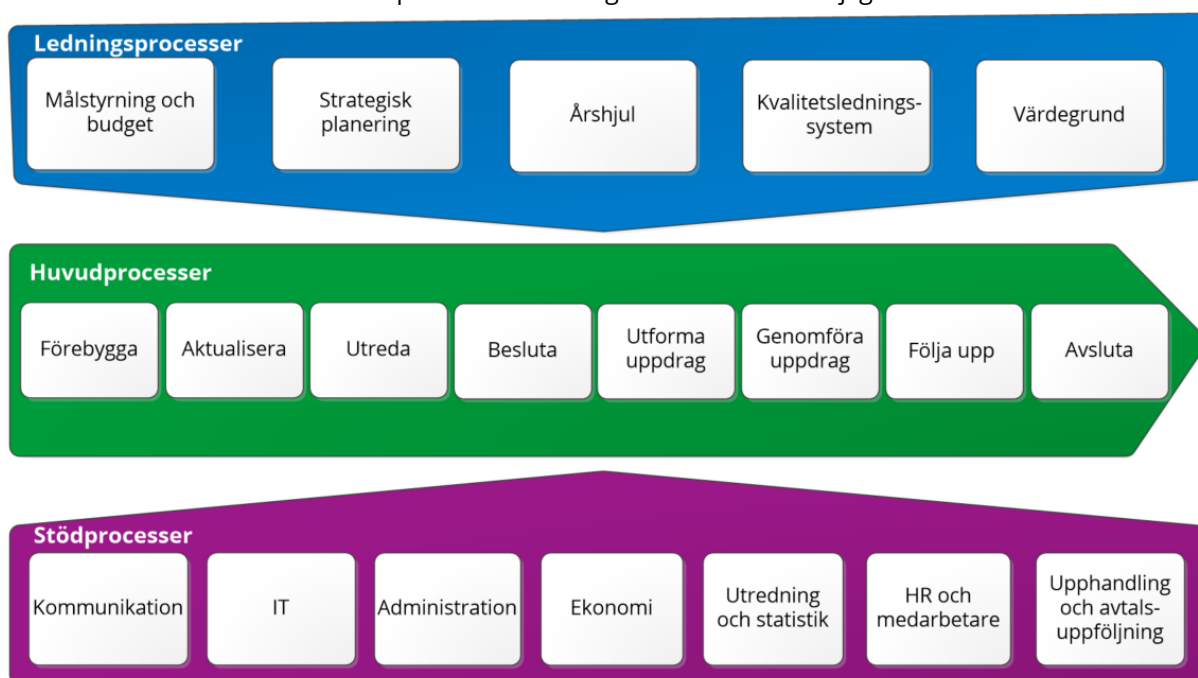 Ledningsprocesser
Målstyrning och
budget
Strategisk
planering
Årshjul
Kvalitetslednings-
system
Värdegrund
Huvudprocesser
Förebygga
Aktualisera
Utreda
Besluta
Utforma
uppdrag
Genomföra
uppdrag
Följa upp
Avsluta
Stödprocesser
Kommunikation
IT
Administration
Ekonomi
Utredning
och statistik
HR och
medarbetare
Upphandling
och avtals-
uppföljning